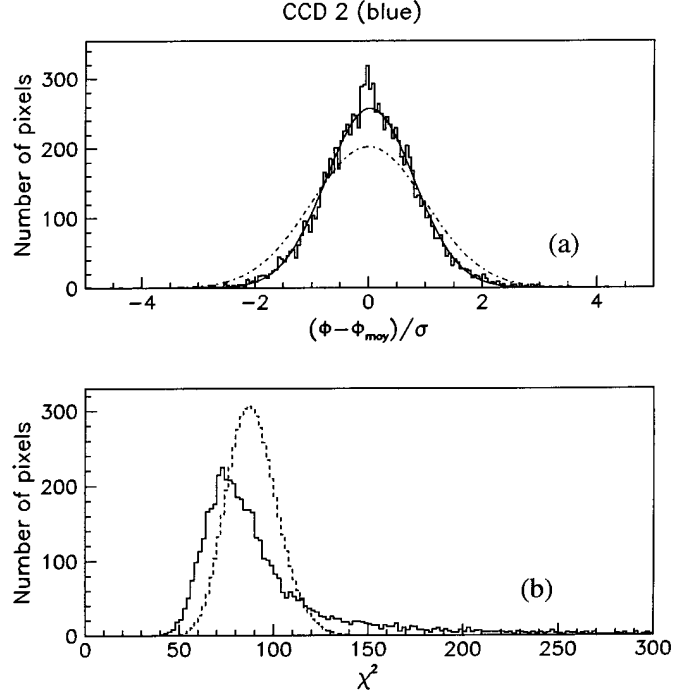 CCD 2 (blue)
Number of pixels
300
200
100
0
-4 -2 0 2 4
(a)
(Φ-Φmoy)/σ
Number of pixels
300
200
100
0
0 50 100 150 200 250 300
(b)
χ²